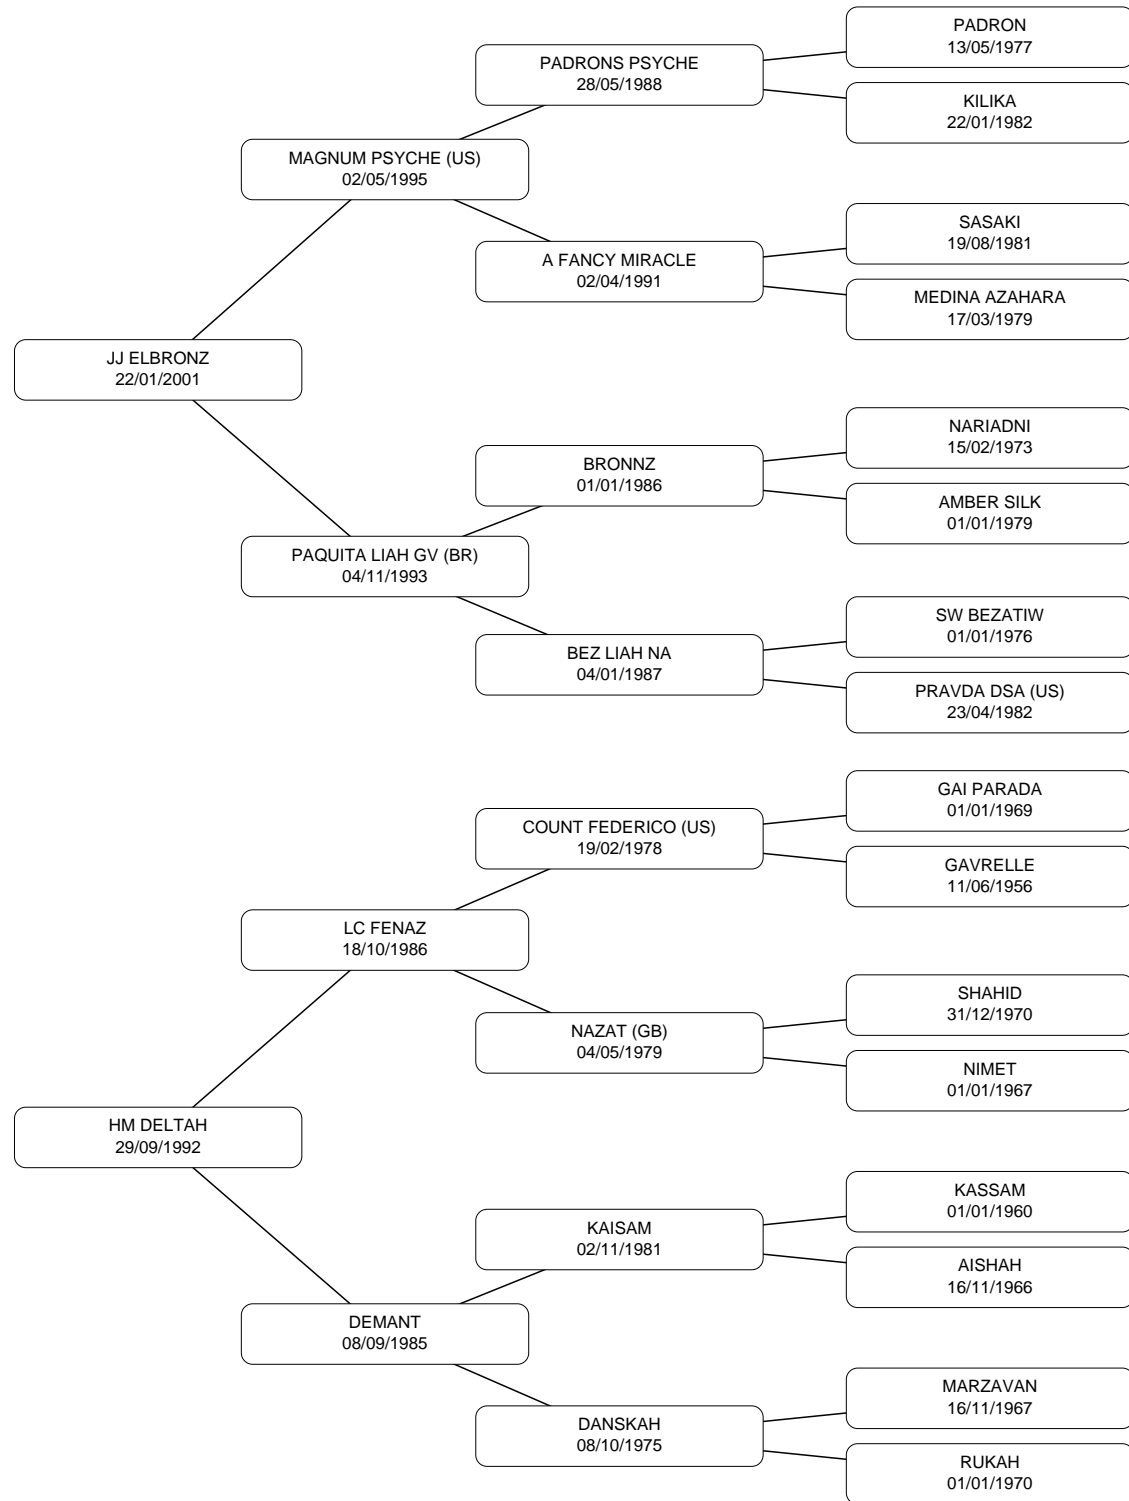 PADRON
13/05/1977
PADRONS PSYCHE
28/05/1988
KILIKA
22/01/1982
MAGNUM PSYCHE (US)
02/05/1995
SASAKI
19/08/1981
A FANCY MIRACLE
02/04/1991
MEDINA AZAHARA
17/03/1979
JJ ELBRONZ
22/01/2001
NARIADNI
15/02/1973
BRONNZ
01/01/1986
AMBER SILK
01/01/1979
PAQUITA LIAH GV (BR)
04/11/1993
SW BEZATIW
01/01/1976
BEZ LIAH NA
04/01/1987
PRAVDA DSA (US)
23/04/1982
GAI PARADA
01/01/1969
COUNT FEDERICO (US)
19/02/1978
GAVRELLE
11/06/1956
LC FENAZ
18/10/1986
SHAHID
31/12/1970
NAZAT (GB)
04/05/1979
NIMET
01/01/1967
HM DELTAH
29/09/1992
KASSAM
01/01/1960
KAISAM
02/11/1981
AISHAH
16/11/1966
DEMANT
08/09/1985
MARZAVAN
16/11/1967
DANSKAH
08/10/1975
RUKAH
01/01/1970